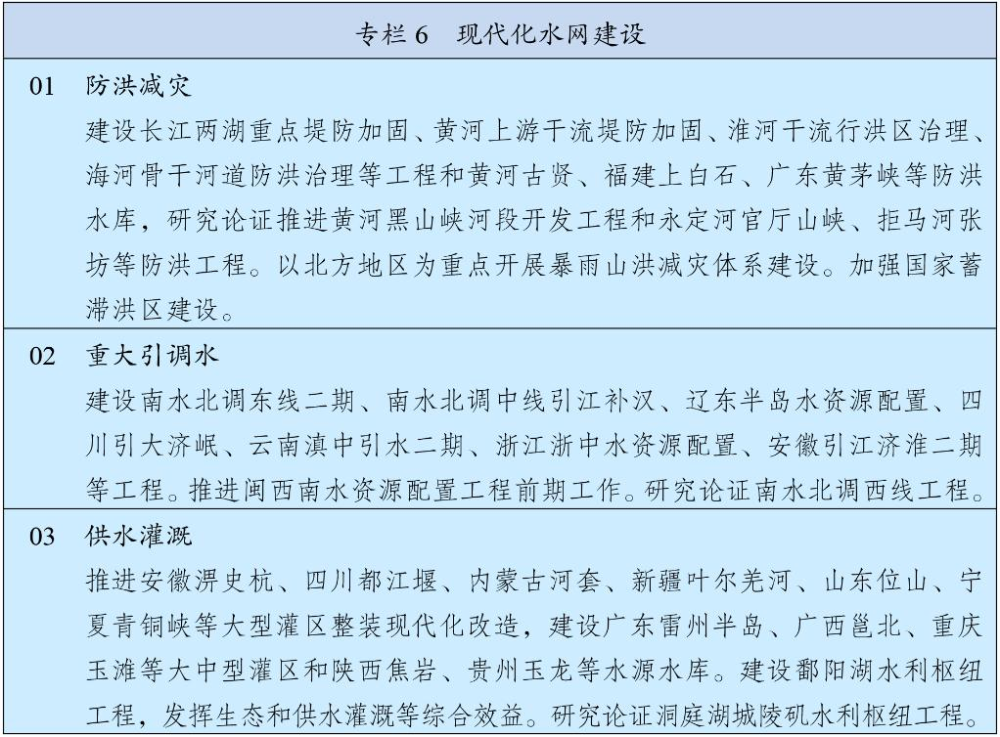 专栏6 现代化水网建设
01 防洪减灾
建设长江两湖重点堤防加固、黄河上游干流堤防加固、淮河干流行洪区治理、
海河骨干河道防洪治理等工程和黄河古贤、福建上白石、广东黄茅峡等防洪
水库，研究论证推进黄河黑山峡河段开发工程和永定河官厅山峡、拒马河张
坊等防洪工程。以北方地区为重点开展暴雨山洪减灾体系建设。加强国家蓄
滞洪区建设。
02 重大引调水
建设南水北调东线二期、南水北调中线引江补汉、辽东半岛水资源配置、四
川引大济岷、云南滇中引水二期、浙江浙中水资源配置、安徽引江济淮二期
等工程。推进闽西南水资源配置工程前期工作。研究论证南水北调西线工程。
03 供水灌溉
推进安徽淠史杭、四川都江堰、内蒙古河套、新疆叶尔羌河、山东位山、宁
夏青铜峡等大型灌区整装现代化改造，建设广东雷州半岛、广西邕北、重庆
玉滩等大中型灌区和陕西焦岩、贵州玉龙等水源水库。建设鄱阳湖水利枢纽
工程，发挥生态和供水灌溉等综合效益。研究论证洞庭湖城陵矶水利枢纽工程。